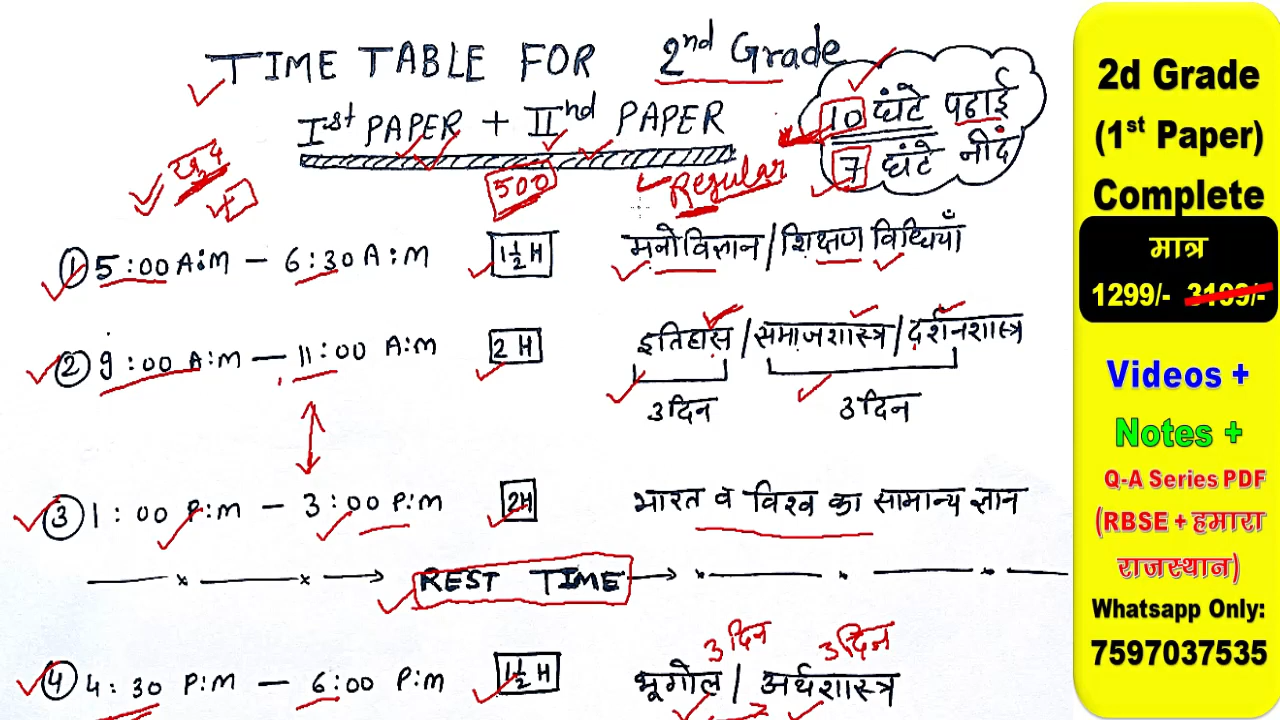 TIME TABLE FOR 2nd Grade
Ist PAPER + IInd PAPER
10 घंटे पढाई
7 घंटे नींद
500
Regular
① 5:00 A:M – 6:30 A:M 1½ H मनोविज्ञान / शिक्षण विधियाँ
② 9:00 A:M – 11:00 A:M 2 H इतिहास / समाजशास्त्र / दर्शनशास्त्र
3 दिन 3 दिन
③ 1:00 P:M – 3:00 P:M 2H भारत व विश्व का सामान्य ज्ञान
REST TIME
3 दिन 3 दिन
④ 4:30 P:M – 6:00 P:M 1½ H भूगोल / अर्थशास्त्र
2d Grade
(1st Paper)
Complete
मात्र
1299/- 3199/-
Videos +
Notes +
Q-A Series PDF
(RBSE + हमारा
राजस्थान)
Whatsapp Only:
7597037535